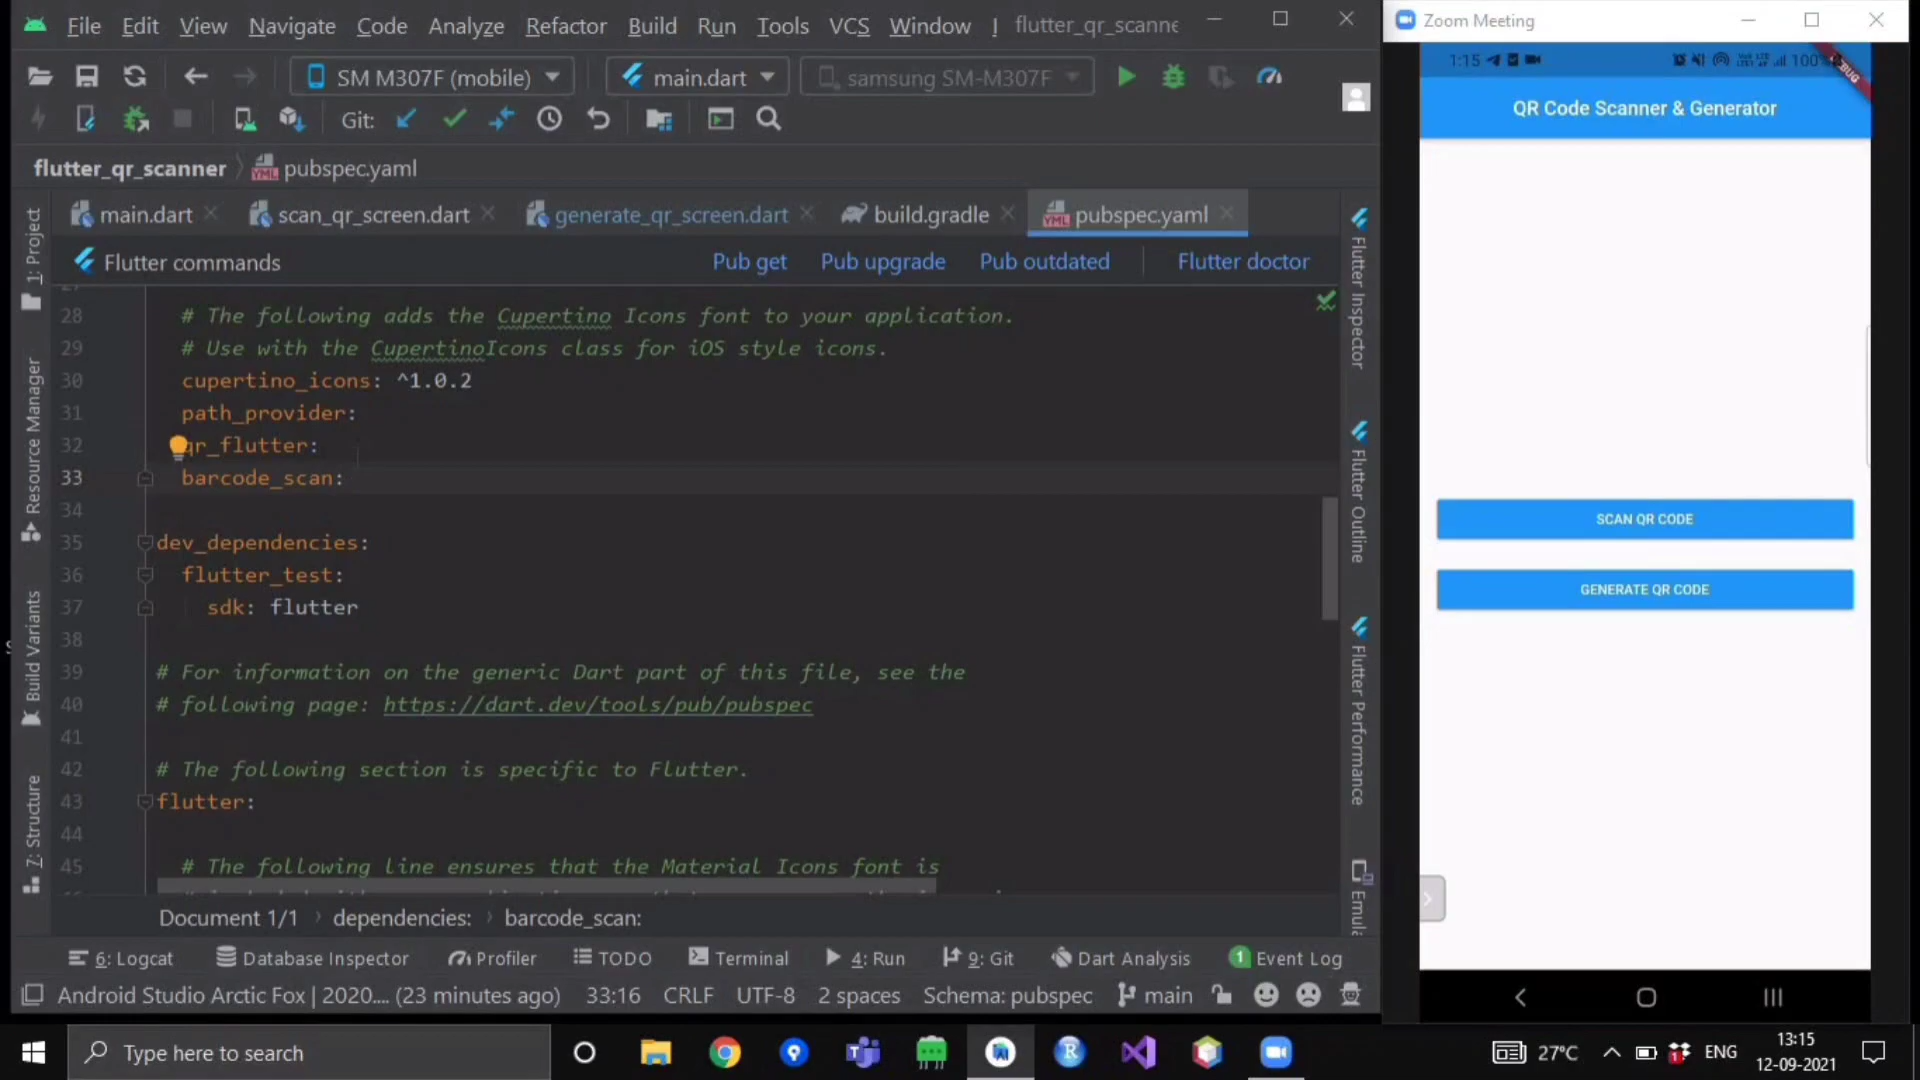 File Edit View Navigate Code Analyze Refactor Build Run Tools VCS Window flutter_qr_scanne
SM M307F (mobile) main.dart samsung SM-M307F
Git:
flutter_qr_scanner pubspec.yaml
main.dart scan_qr_screen.dart generate_qr_screen.dart build.gradle pubspec.yaml
Flutter commands Pub get Pub upgrade Pub outdated Flutter doctor
28 # The following adds the Cupertino Icons font to your application.
29 # Use with the CupertinoIcons class for iOS style icons.
30 cupertino_icons: ^1.0.2
31 path_provider:
32 qr_flutter:
33 barcode_scan:
34
35 dev_dependencies:
36 flutter_test:
37 sdk: flutter
38
39 # For information on the generic Dart part of this file, see the
40 # following page: https://dart.dev/tools/pub/pubspec
41
42 # The following section is specific to Flutter.
43 flutter:
44
45 # The following line ensures that the Material Icons font is
Document 1/1 dependencies: barcode_scan:
6: Logcat Database Inspector Profiler TODO Terminal 4: Run 9: Git Dart Analysis 1 Event Log
Android Studio Arctic Fox | 2020.... (23 minutes ago) 33:16 CRLF UTF-8 2 spaces Schema: pubspec main
1: Project
Resource Manager
Build Variants
7: Structure
Flutter Inspector
Flutter Outline
Flutter Performance
Emula
Zoom Meeting
1:15 100%
QR Code Scanner & Generator
SCAN QR CODE
GENERATE QR CODE
Type here to search
27°C ENG 13:15
12-09-2021